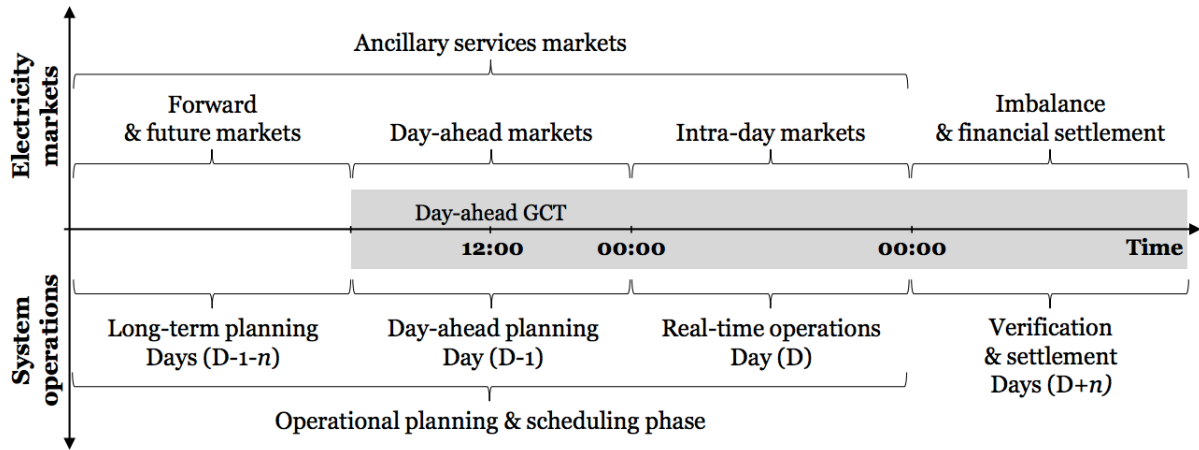 Electricity
markets
Ancillary services markets
Forward
& future markets
Day-ahead markets
Intra-day markets
Imbalance
& financial settlement
Day-ahead GCT
12:00
00:00
00:00
Time
System
operations
Long-term planning
Days (D-1-n)
Day-ahead planning
Day (D-1)
Real-time operations
Day (D)
Verification
& settlement
Days (D+n)
Operational planning & scheduling phase